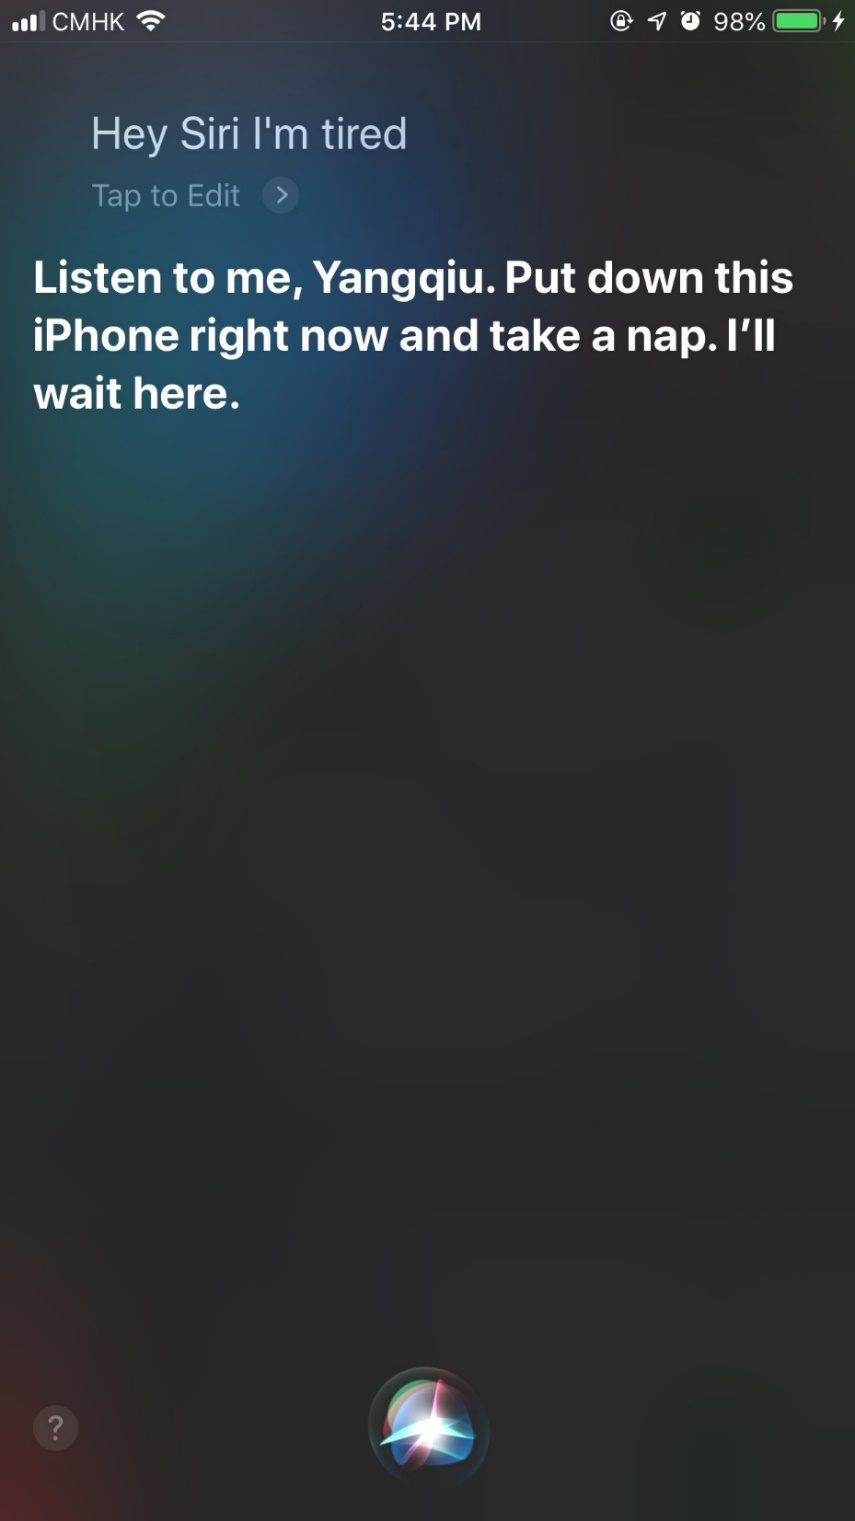 CMHK 5:44 PM 98%
Hey Siri I'm tired
Tap to Edit
Listen to me, Yangqiu. Put down this
iPhone right now and take a nap. I’ll
wait here.
?